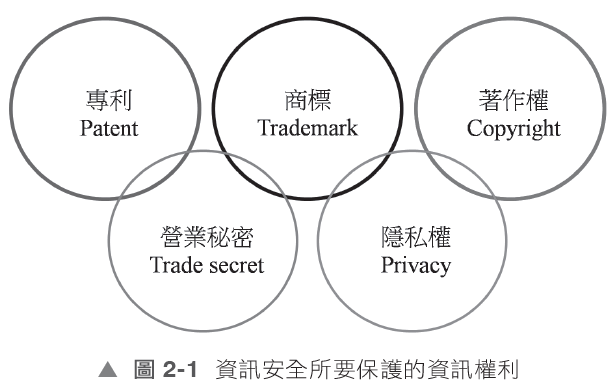 專利
Patent
商標
Trademark
著作權
Copyright
營業秘密
Trade secret
隱私權
Privacy
▲ 圖 2-1 資訊安全所要保護的資訊權利